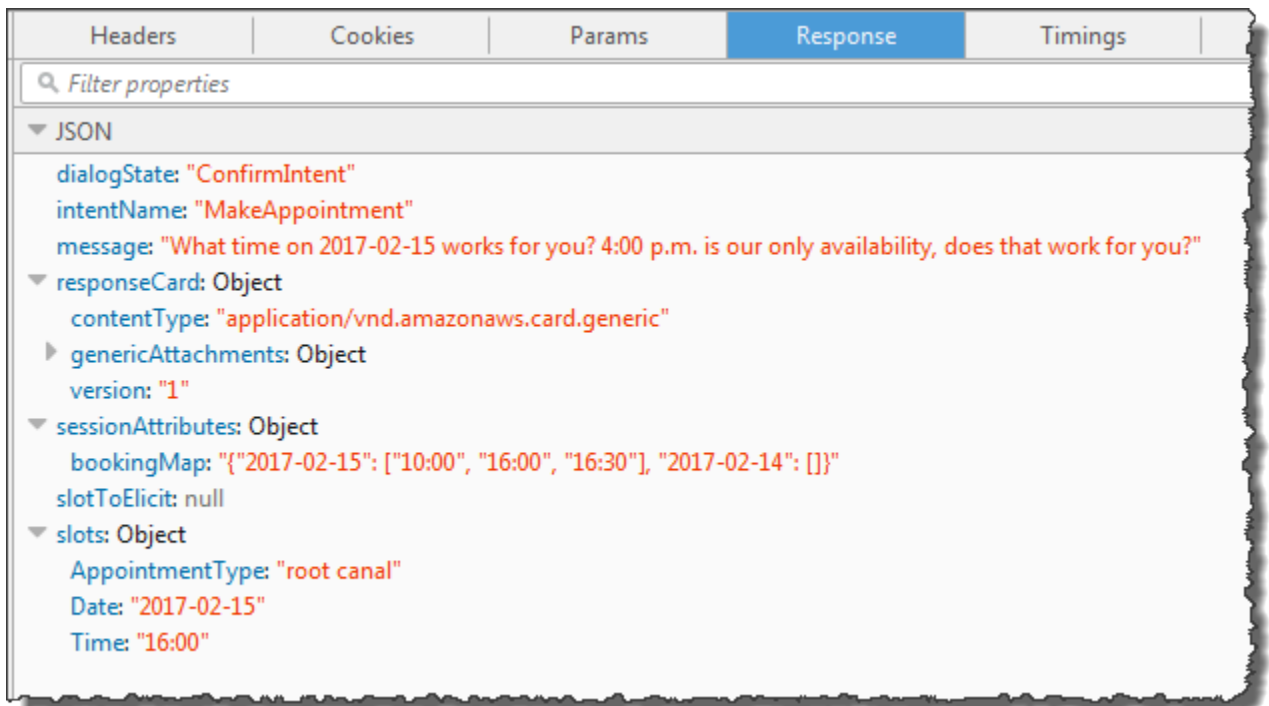 Headers Cookies Params Response Timings
Filter properties
JSON
dialogState: "ConfirmIntent"
intentName: "MakeAppointment"
message: "What time on 2017-02-15 works for you? 4:00 p.m. is our only availability, does that work for you?"
responseCard: Object
contentType: "application/vnd.amazonaws.card.generic"
genericAttachments: Object
version: "1"
sessionAttributes: Object
bookingMap: "{"2017-02-15": ["10:00", "16:00", "16:30"], "2017-02-14": []}"
slotToElicit: null
slots: Object
AppointmentType: "root canal"
Date: "2017-02-15"
Time: "16:00"